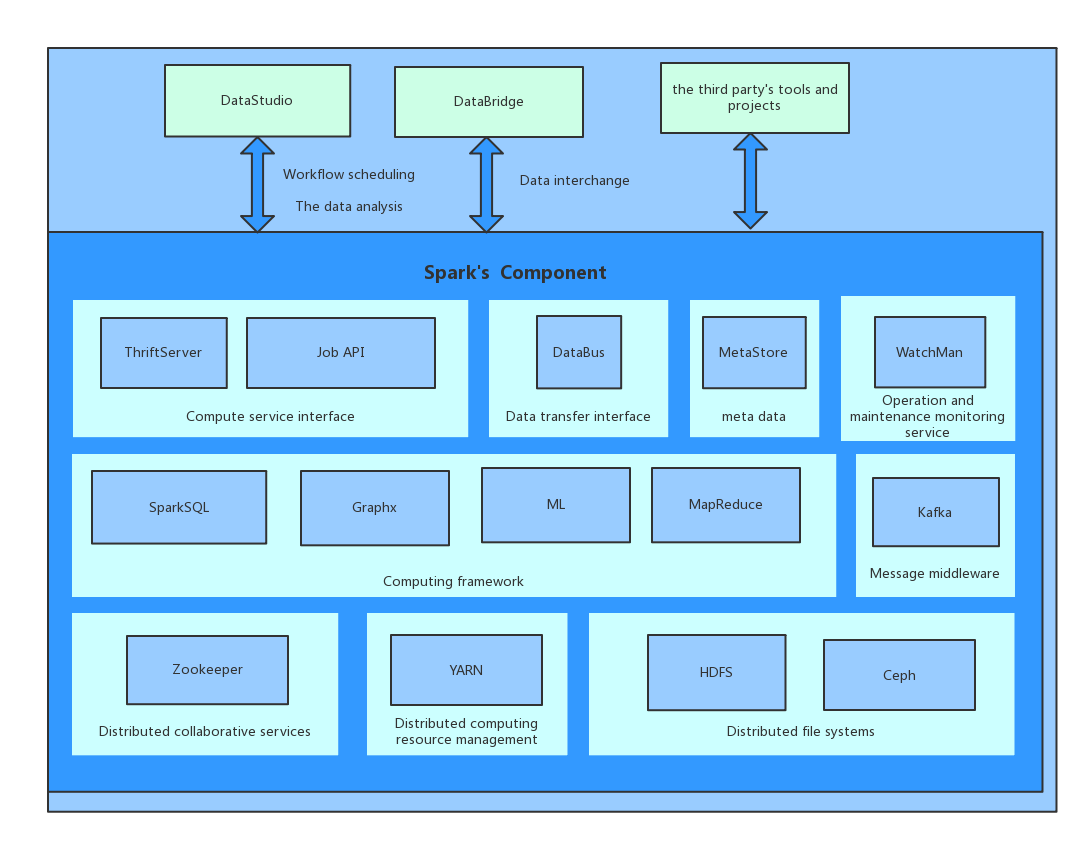 DataStudio
DataBridge
the third party's tools and
projects
Workflow scheduling
The data analysis
Data interchange
Spark's Component
ThriftServer
Job API
Compute service interface
DataBus
Data transfer interface
MetaStore
meta data
WatchMan
Operation and
maintenance monitoring
service
SparkSQL
Graphx
ML
MapReduce
Computing framework
Kafka
Message middleware
Zookeeper
Distributed collaborative services
YARN
Distributed computing
resource management
HDFS
Ceph
Distributed file systems